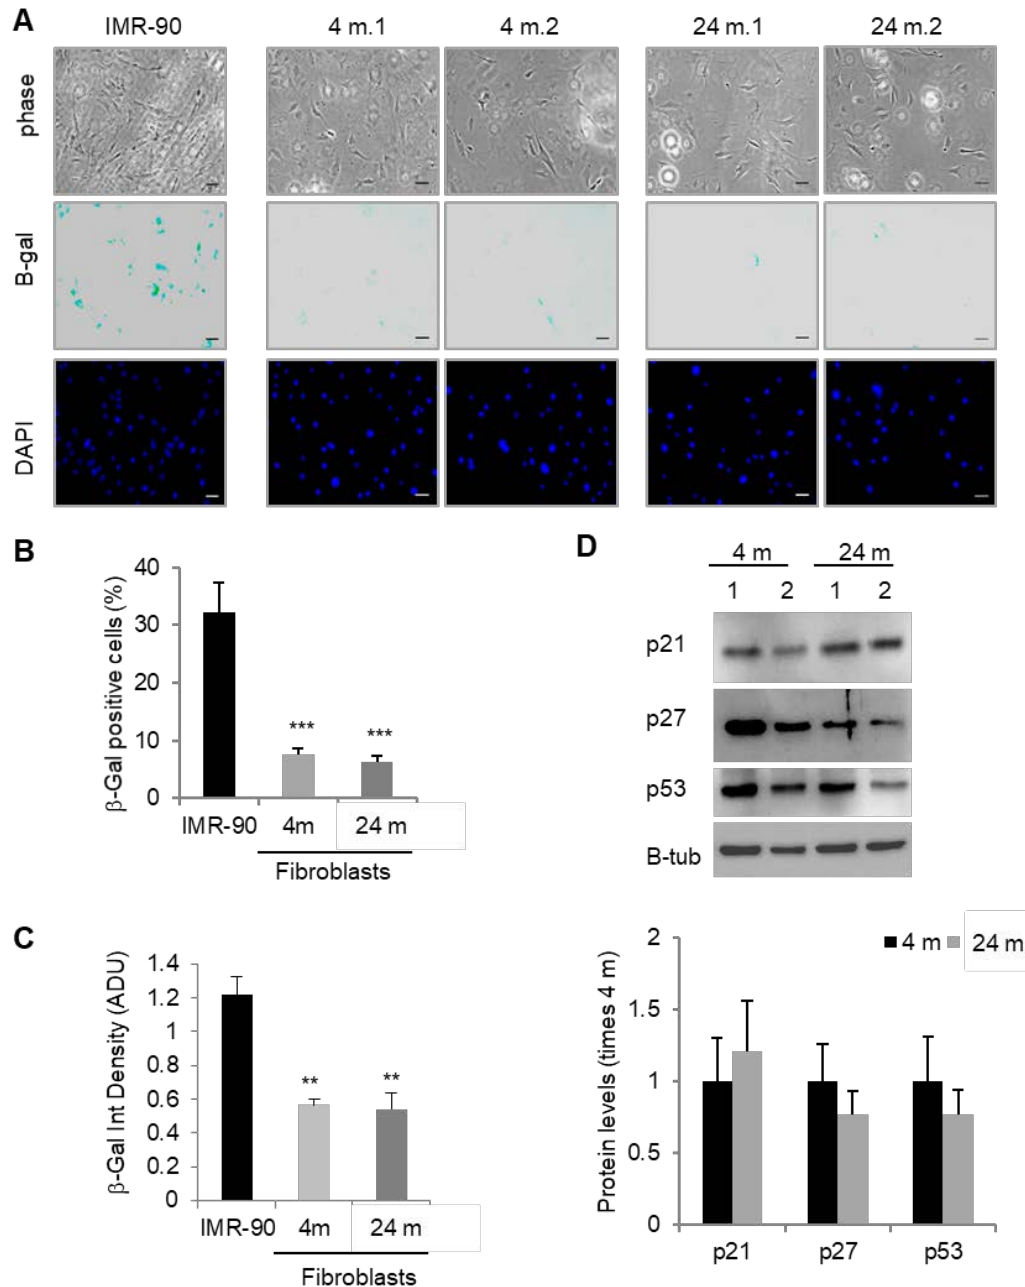 A
IMR-90 4 m.1 4 m.2 24 m.1 24 m.2
phase
B-gal
DAPI
B
β-Gal positive cells (%)
40
30
20
10
0
*** ***
IMR-90 4m 24 m
Fibroblasts
C
β-Gal Int Density (ADU)
1.4
1.2
1
0.8
0.6
0.4
0.2
0
** **
IMR-90 4m 24 m
Fibroblasts
D
4 m 24 m
1 2 1 2
p21
p27
p53
B-tub
4 m 24 m
Protein levels (times 4 m)
2
1.5
1
0.5
0
p21 p27 p53